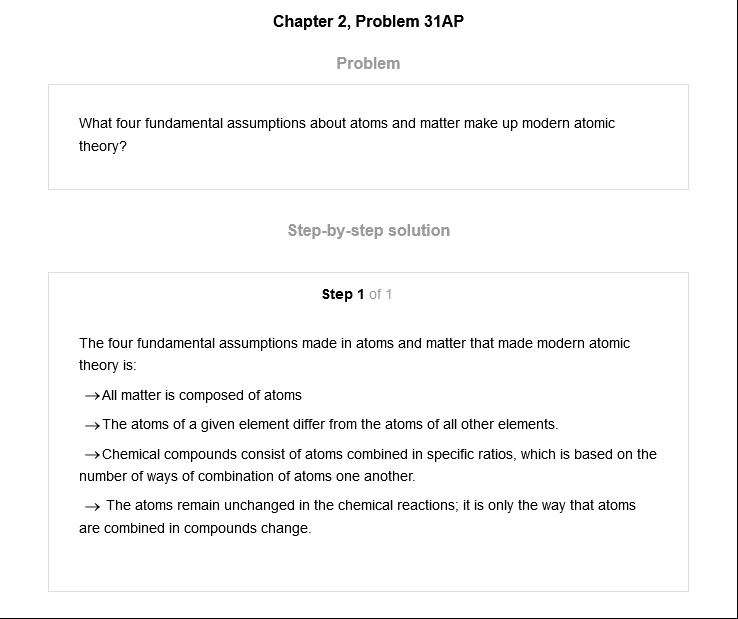 Chapter 2, Problem 31AP
Problem
What four fundamental assumptions about atoms and matter make up modern atomic
theory?
Step-by-step solution
Step 1 of 1
The four fundamental assumptions made in atoms and matter that made modern atomic
theory is:
→All matter is composed of atoms
→The atoms of a given element differ from the atoms of all other elements.
→Chemical compounds consist of atoms combined in specific ratios, which is based on the
number of ways of combination of atoms one another.
→ The atoms remain unchanged in the chemical reactions; it is only the way that atoms
are combined in compounds change.